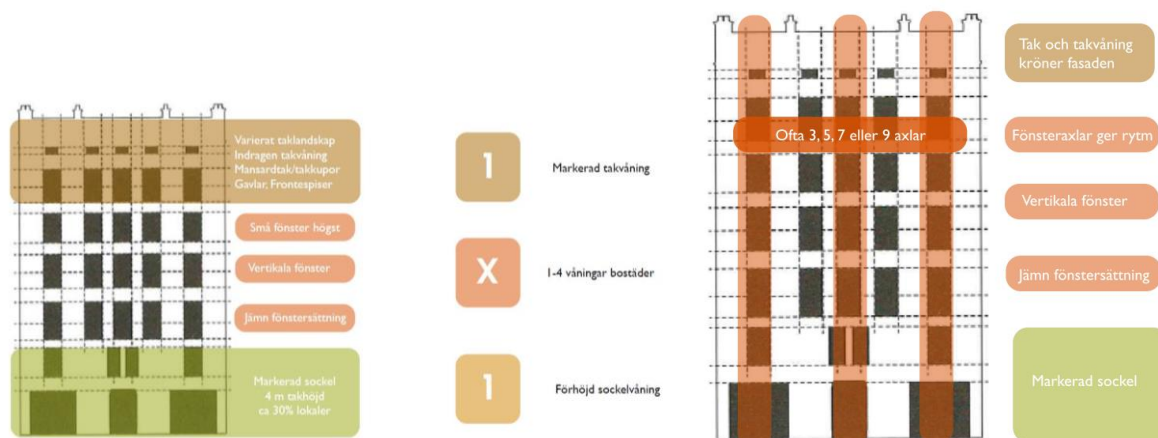 Varierat taklandskap
Indragen takvåning
Mansardtak/takkupor
Gavlar, Frontespiser
Små fönster högst
Vertikala fönster
Jämn fönstersättning
Markerad sockel
4 m takhöjd
ca 30% lokaler
1
Markerad takvåning
X
1-4 våningar bostäder
1
Förhöjd sockelvåning
Ofta 3, 5, 7 eller 9 axlar
Tak och takvåning
kröner fasaden
Fönsteraxlar ger rytm
Vertikala fönster
Jämn fönstersättning
Markerad sockel